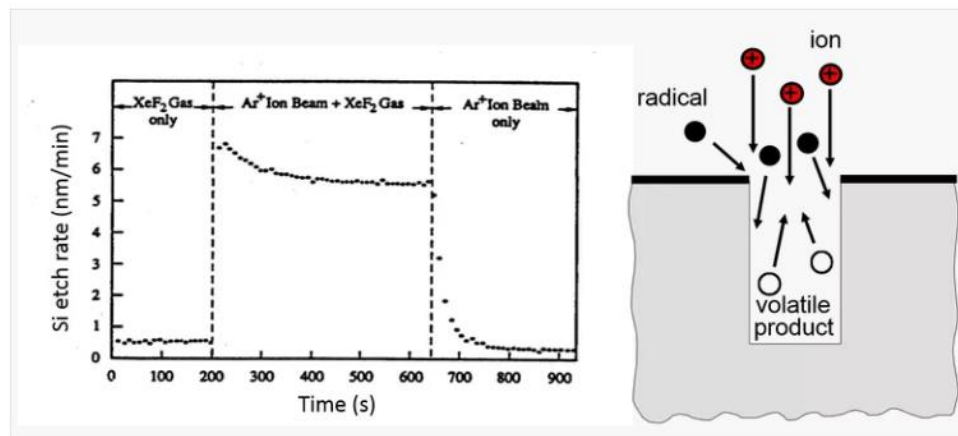 XeF2 Gas only
Ar+ Ion Beam + XeF2 Gas
Ar+ Ion Beam only
7
6
5
4
3
2
1
0
Si etch rate (nm/min)
0 100 200 300 400 500 600 700 800 900
Time (s)
ion
radical
+
+
+
volatile
product